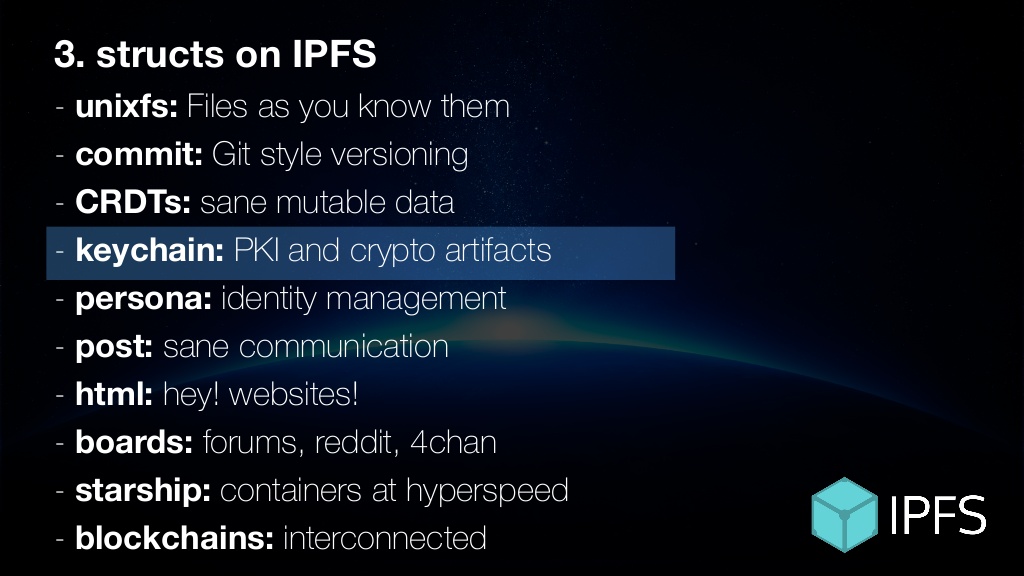 3. structs on IPFS
- unixfs: Files as you know them
- commit: Git style versioning
- CRDTs: sane mutable data
- keychain: PKI and crypto artifacts
- persona: identity management
- post: sane communication
- html: hey! websites!
- boards: forums, reddit, 4chan
- starship: containers at hyperspeed
- blockchains: interconnected
IPFS